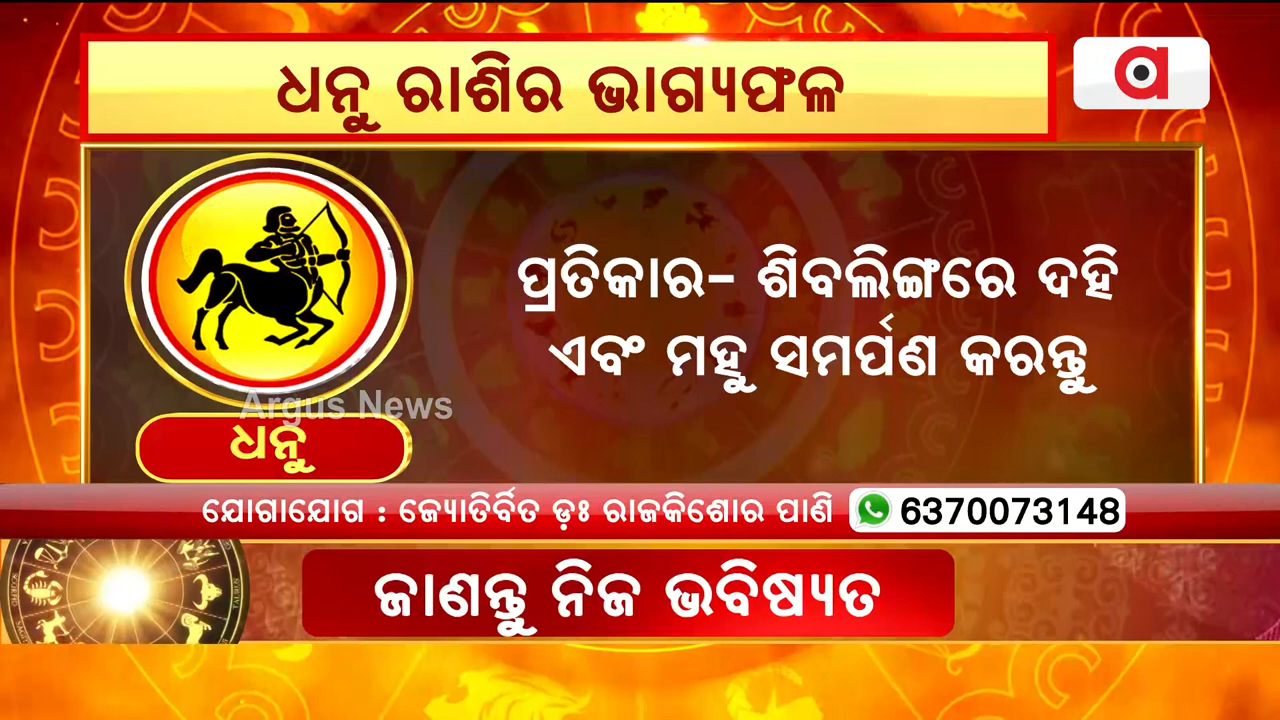 ଧନୁ ରାଶିର ଭାଗ୍ୟଫଳ
a
ପ୍ରତିକାର- ଶିବଲିଙ୍ଗରେ ଦହି
ଏବଂ ମହୁ ସମର୍ପଣ କରନ୍ତୁ
Argus News
ଧନୁ
ଯୋଗାଯୋଗ : ଜ୍ୟୋତିର୍ବିତ ଡ଼ଃ ରାଜକିଶୋର ପାଣି 6370073148
ଜାଣନ୍ତୁ ନିଜ ଭବିଷ୍ୟତ